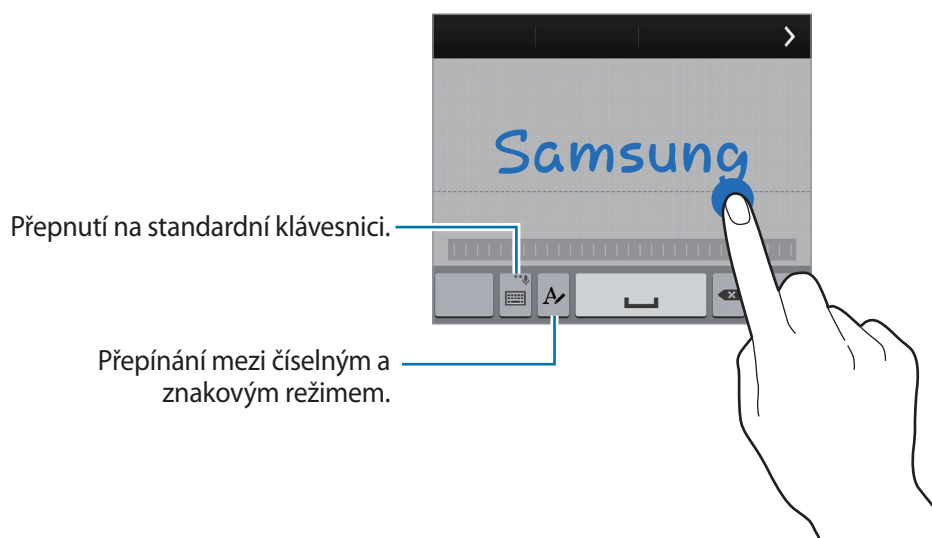 Samsung
Přepnutí na standardní klávesnici.
Přepínání mezi číselným a
znakovým režimem.